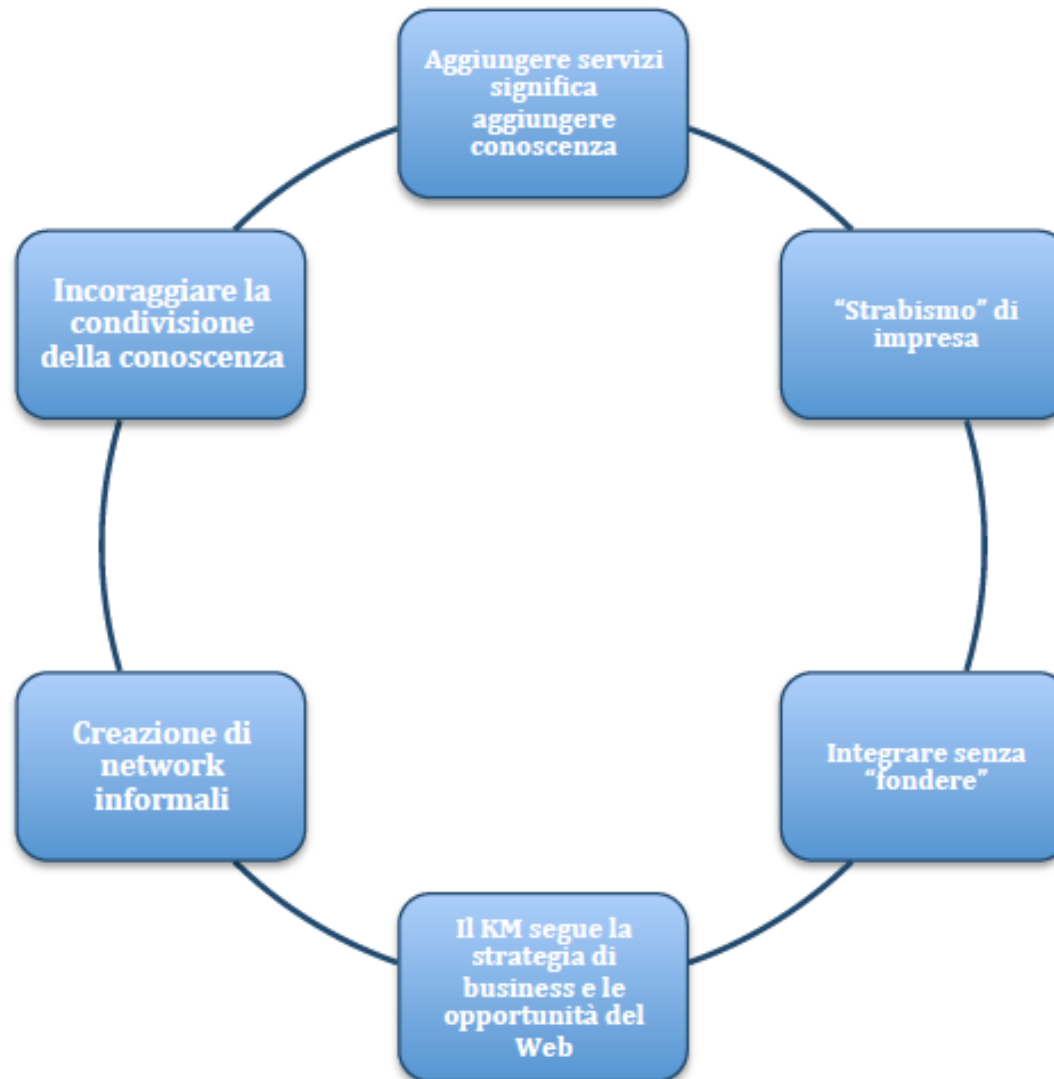 Aggiungere servizi
significa
aggiungere
conoscenza
“Strabismo” di
impresa
Integrare senza
“fondere”
Il KM segue la
strategia di
business e le
opportunità del
Web
Creazione di
network
informali
Incoraggiare la
condivisione
della conoscenza